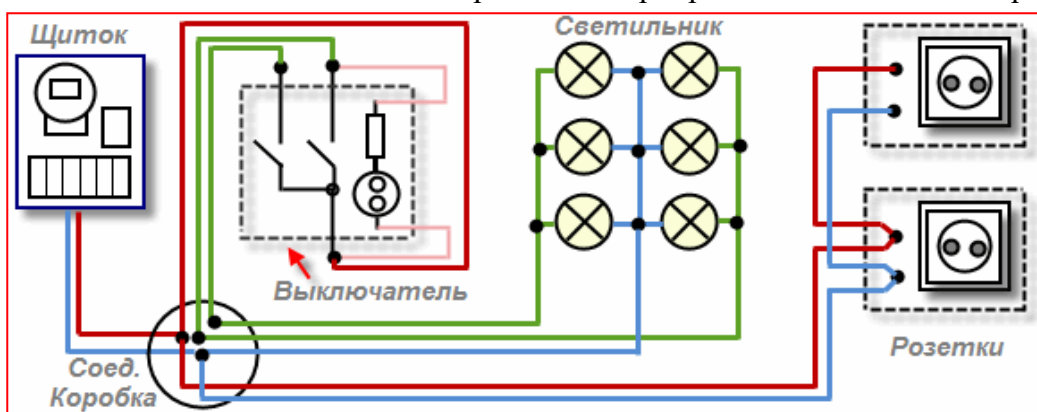 Щиток
Светильник
Выключатель
Соед.
Коробка
Розетки